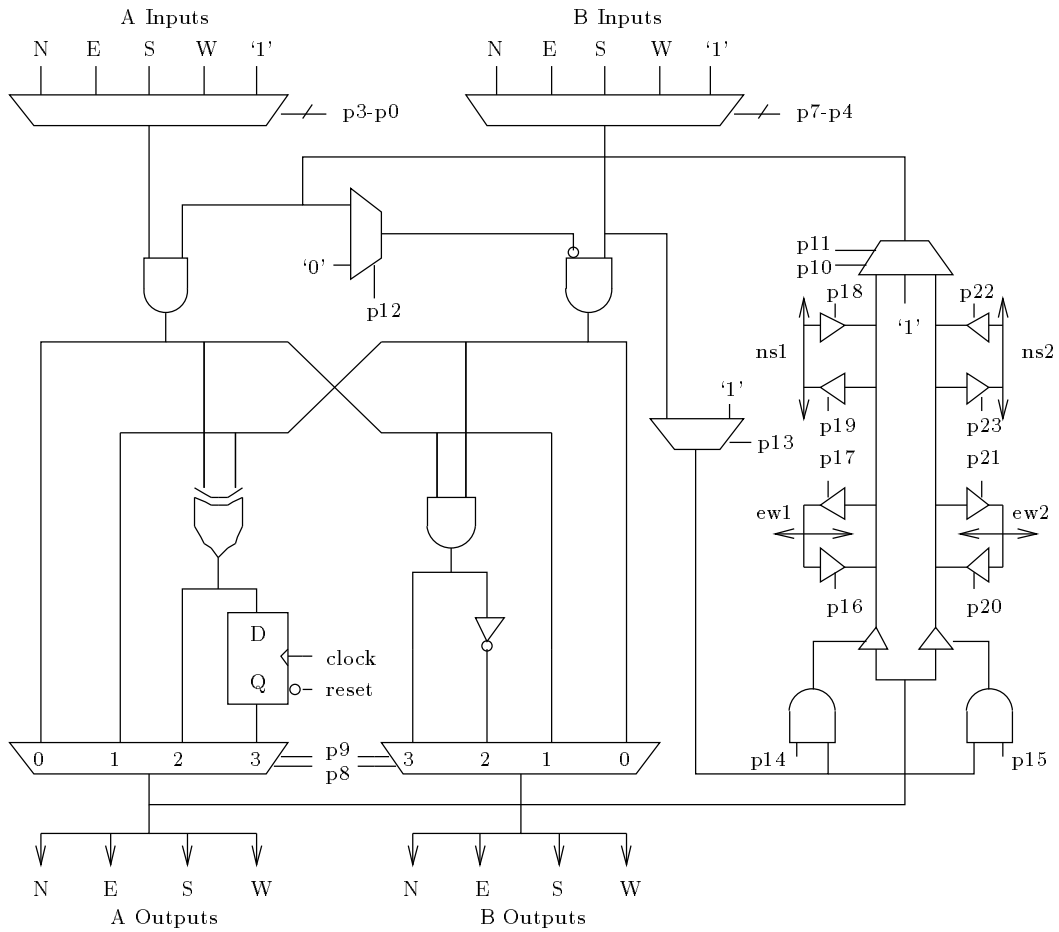 A Inputs B Inputs
N E S W ‘1’ N E S W ‘1’
p3-p0 p7-p4
p11
p10
‘0’
p12
p18 p22
‘1’
ns1 ns2
‘1’
p19 p23
p13
p17 p21
ew1 ew2
p16 p20
D
clock
Q
reset
p9
0 1 2 3 3 2 1 0
p8
p14 p15
N E S W N E S W
A Outputs B Outputs